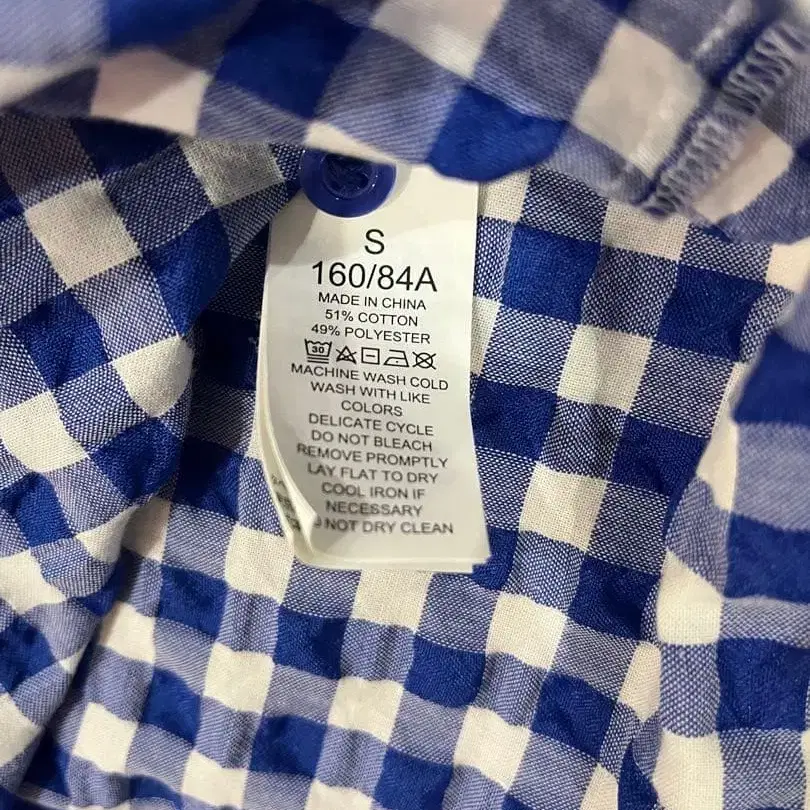 S
160/84A
MADE IN CHINA
51% COTTON
49% POLYESTER
30
MACHINE WASH COLD
WASH WITH LIKE
COLORS
DELICATE CYCLE
DO NOT BLEACH
REMOVE PROMPTLY
LAY FLAT TO DRY
COOL IRON IF
NECESSARY
NOT DRY CLEAN